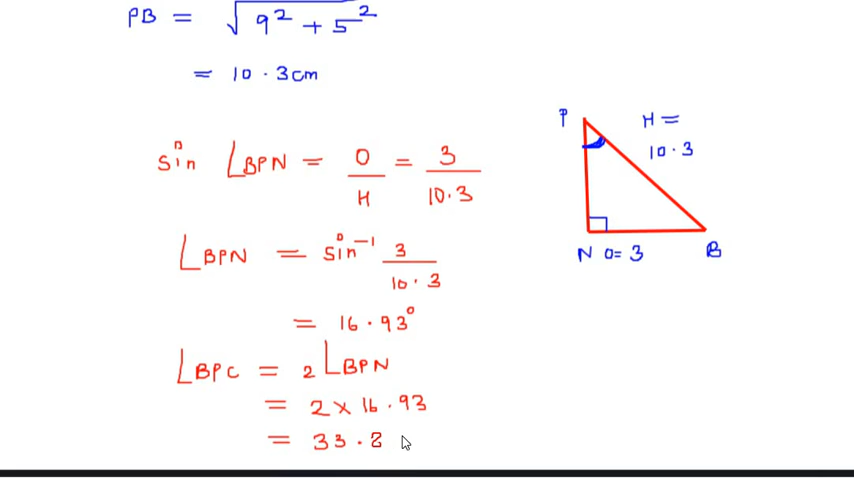 PB = √9² + 5²
= 10.3cm
P
H =
10.3
sin ∠BPN = O/H = 3/10.3
N O= 3 B
∠BPN = sin⁻¹ 3/10.3
= 16.93°
∠BPC = 2∠BPN
= 2 × 16.93
= 33.8